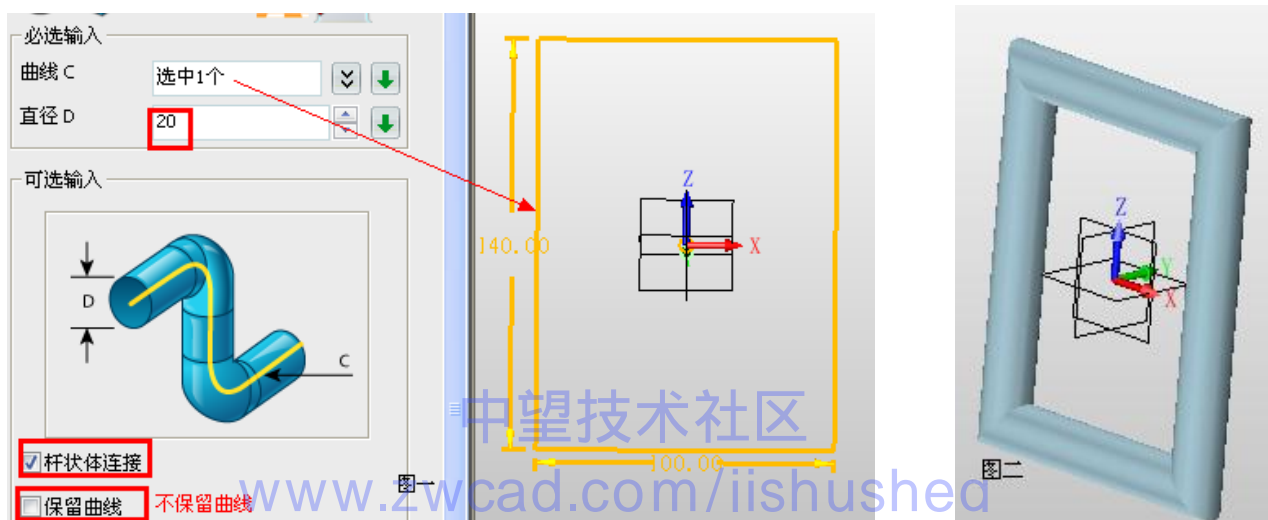 必选输入
曲线 C
选中1个
直径 D
20
可选输入
D
C
杆状体连接
保留曲线
不保留曲线
图一
140.00
100.00
Z
X
中望技术社区
www.zwcad.com/jishushed
Z
Y
X
图二